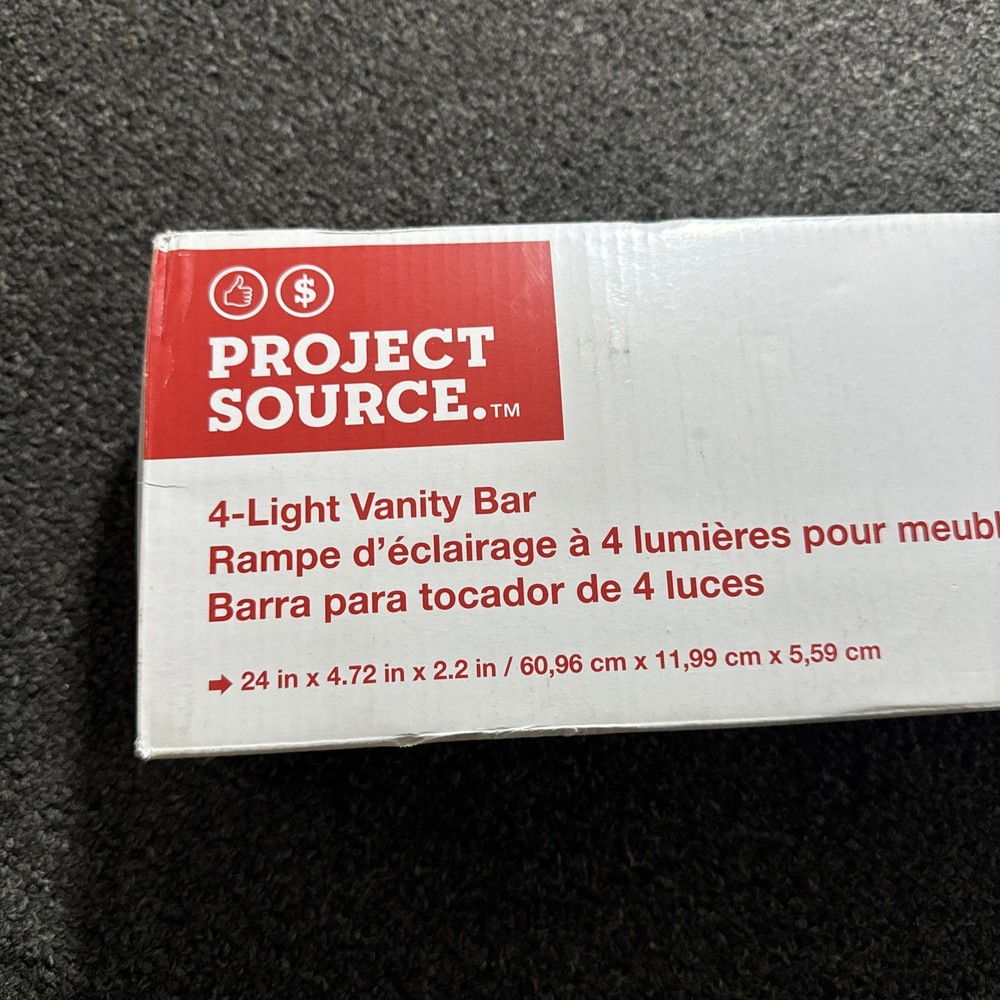 $
PROJECT
SOURCE.™
4-Light Vanity Bar
Rampe d'éclairage à 4 lumières pour
Barra para tocador de 4 luces
24 in x 4.72 in x 2.2 in / 60,96 cm x 11,99 cm x 5,59 cm